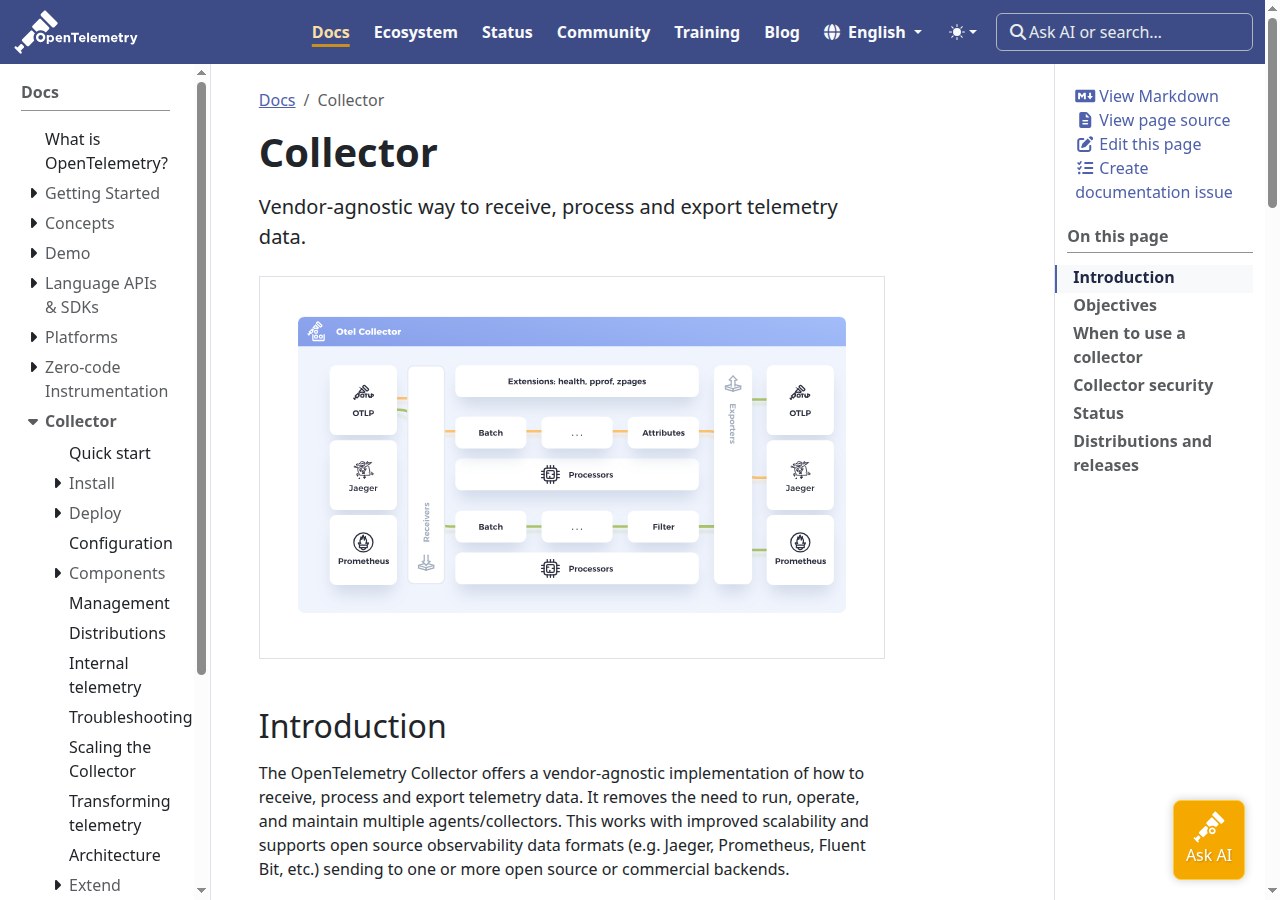 OpenTelemetry
Docs
Ecosystem
Status
Community
Training
Blog
English
Ask AI or search...
Docs
What is
OpenTelemetry?
Getting Started
Concepts
Demo
Language APIs
& SDKs
Platforms
Zero-code
Instrumentation
Collector
Quick start
Install
Deploy
Configuration
Components
Management
Distributions
Internal
telemetry
Troubleshooting
Scaling the
Collector
Transforming
telemetry
Architecture
Extend
Docs / Collector
Collector
Vendor-agnostic way to receive, process and export telemetry
data.
Otel Collector
OTLP
OTLP
Jaeger
Prometheus
Receivers
Extensions: health, pprof, zpages
Batch
...
Attributes
Processors
Batch
...
Filter
Processors
Exporters
OTLP
OTLP
Jaeger
Prometheus
Introduction
The OpenTelemetry Collector offers a vendor-agnostic implementation of how to
receive, process and export telemetry data. It removes the need to run, operate,
and maintain multiple agents/collectors. This works with improved scalability and
supports open source observability data formats (e.g. Jaeger, Prometheus, Fluent
Bit, etc.) sending to one or more open source or commercial backends.
View Markdown
View page source
Edit this page
Create
documentation issue
On this page
Introduction
Objectives
When to use a
collector
Collector security
Status
Distributions and
releases
Ask AI